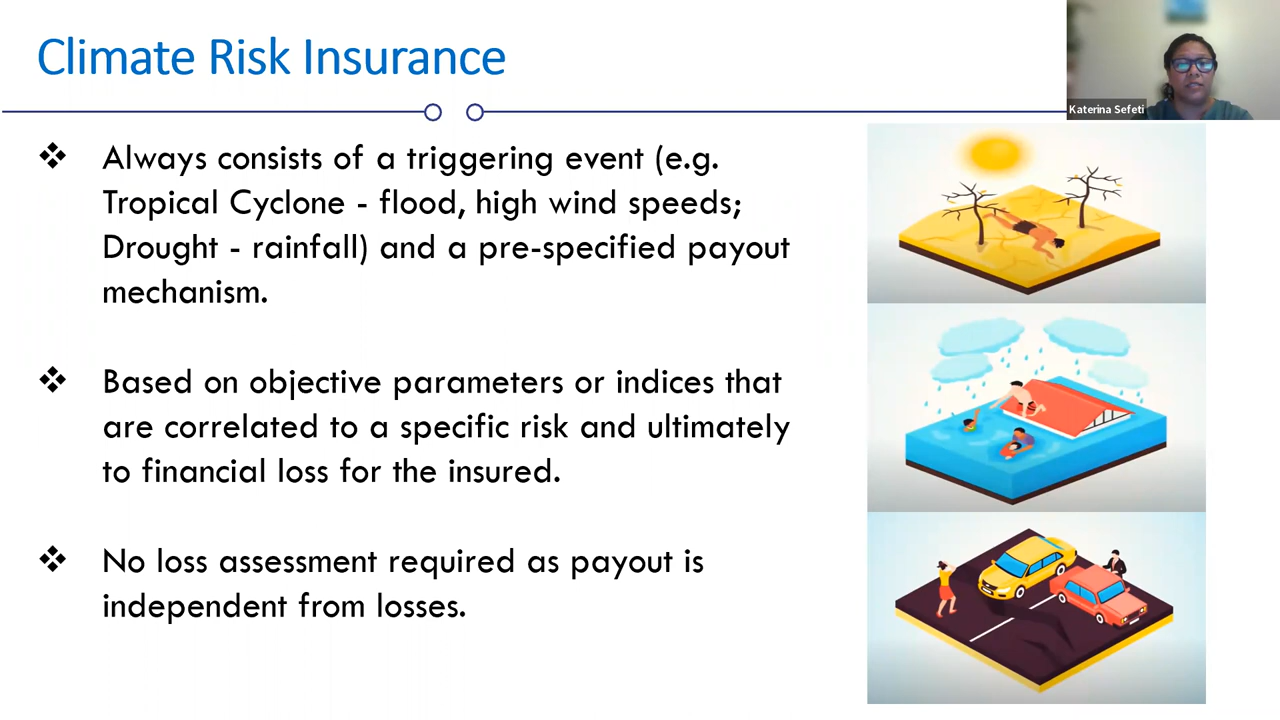 Climate Risk Insurance
Katerina Sefeti
❖ Always consists of a triggering event (e.g.
Tropical Cyclone - flood, high wind speeds;
Drought - rainfall) and a pre-specified payout
mechanism.
❖ Based on objective parameters or indices that
are correlated to a specific risk and ultimately
to financial loss for the insured.
❖ No loss assessment required as payout is
independent from losses.